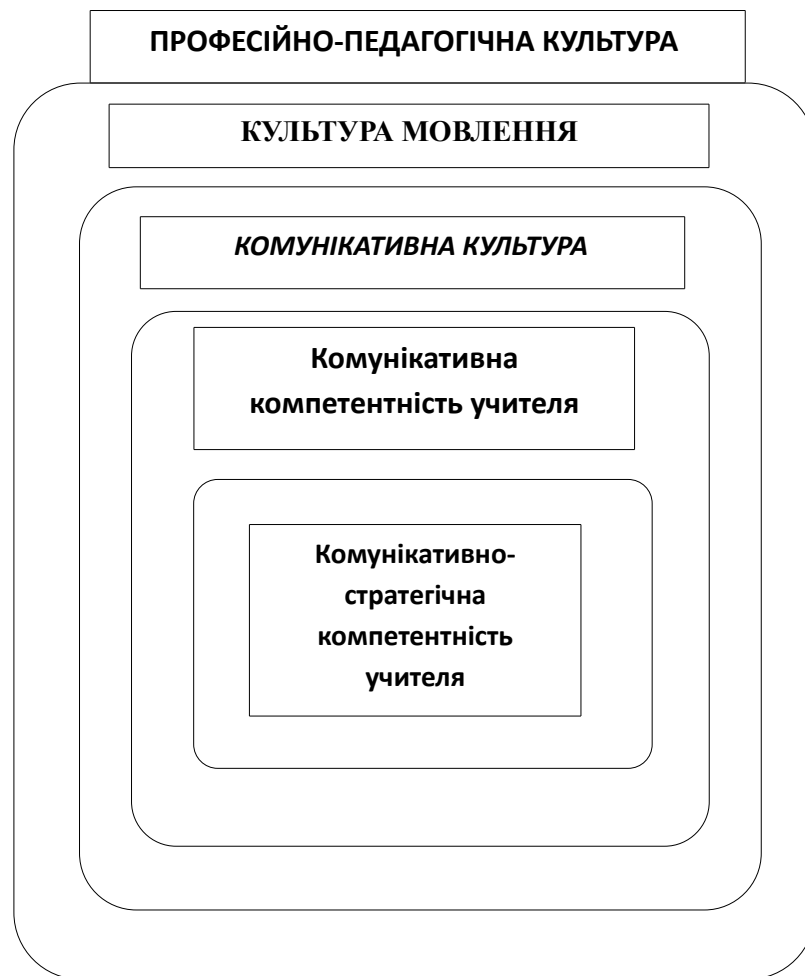 ПРОФЕСІЙНО-ПЕДАГОГІЧНА КУЛЬТУРА
КУЛЬТУРА МОВЛЕННЯ
КОМУНІКАТИВНА КУЛЬТУРА
Комунікативна
компетентність учителя
Комунікативно-
стратегічна
компетентність
учителя